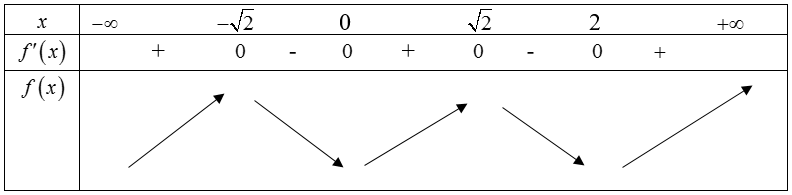 x −∞ −√2 0 √2 2 +∞
f′(x) + 0 - 0 + 0 - 0 +
f(x)